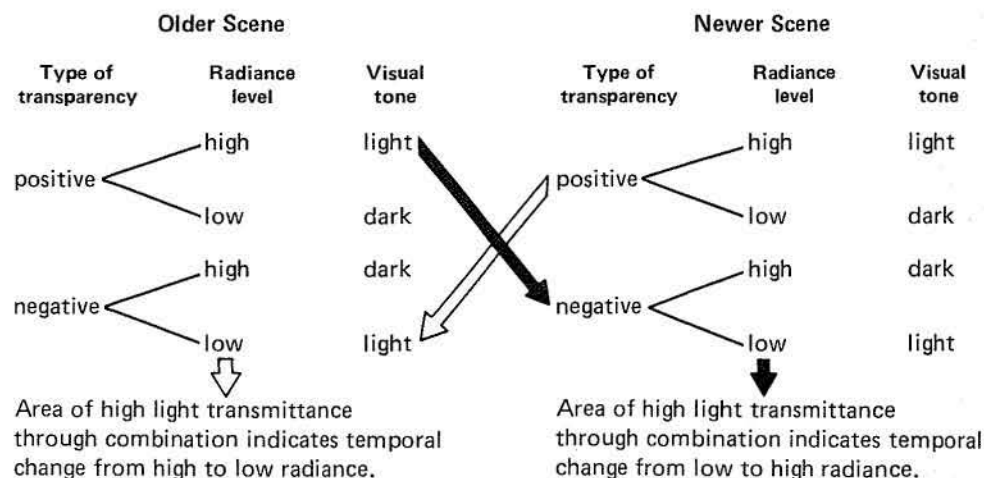 Older Scene Newer Scene
Type of transparency Radiance level Visual tone Type of transparency Radiance level Visual tone
high light high light
positive positive
low dark low dark
high dark high dark
negative negative
low light low light
Area of high light transmittance
through combination indicates temporal
change from high to low radiance.
Area of high light transmittance
through combination indicates temporal
change from low to high radiance.